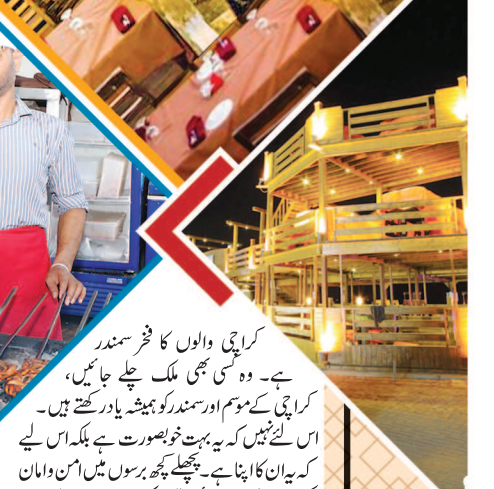 کراچی والوں کا فخر سمندر
ہے۔ وہ کسی بھی ملک چلے جائیں،
کراچی کے موسم اور سمندر کو ہمیشہ یاد رکھتے ہیں۔
اس لئے نہیں کہ یہ بہت خوبصورت ہے بلکہ اس لیے
کہ یہ ان کا اپنا ہے۔ پچھلے کچھ برسوں میں امن و امان